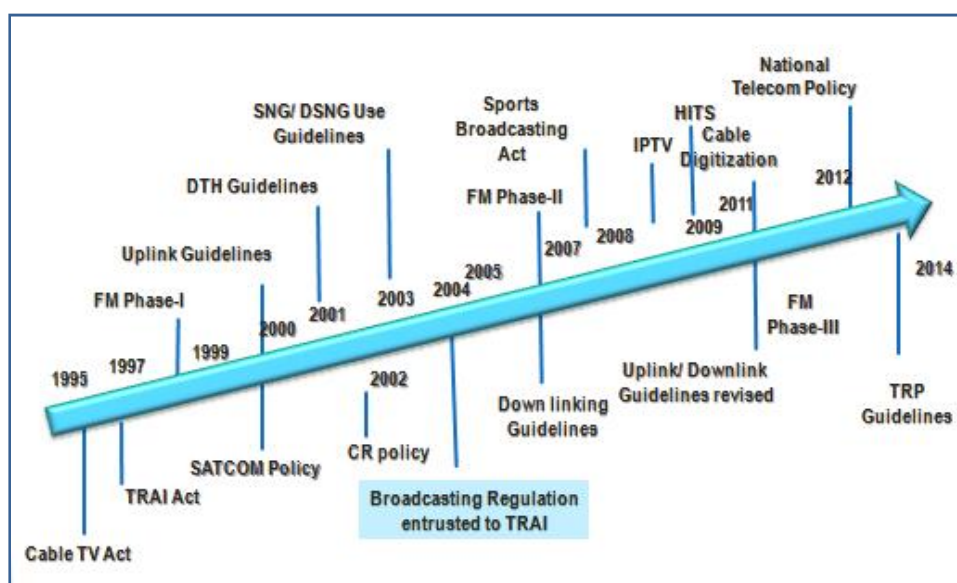 National
Telecom Policy
SNG/ DSNG Use
Guidelines
Sports
Broadcasting
Act
HITS
IPTV
Cable
Digitization
DTH Guidelines
FM Phase-II
2012
2011
Uplink Guidelines
2009
2008
2007
2005
2014
FM Phase-I
2004
2003
2001
2000
1999
1997
1995
FM
Phase-III
2002
Uplink/ Downlink
Guidelines revised
TRP
Guidelines
Down linking
Guidelines
CR policy
SATCOM Policy
TRAI Act
Broadcasting Regulation
entrusted to TRAI
Cable TV Act